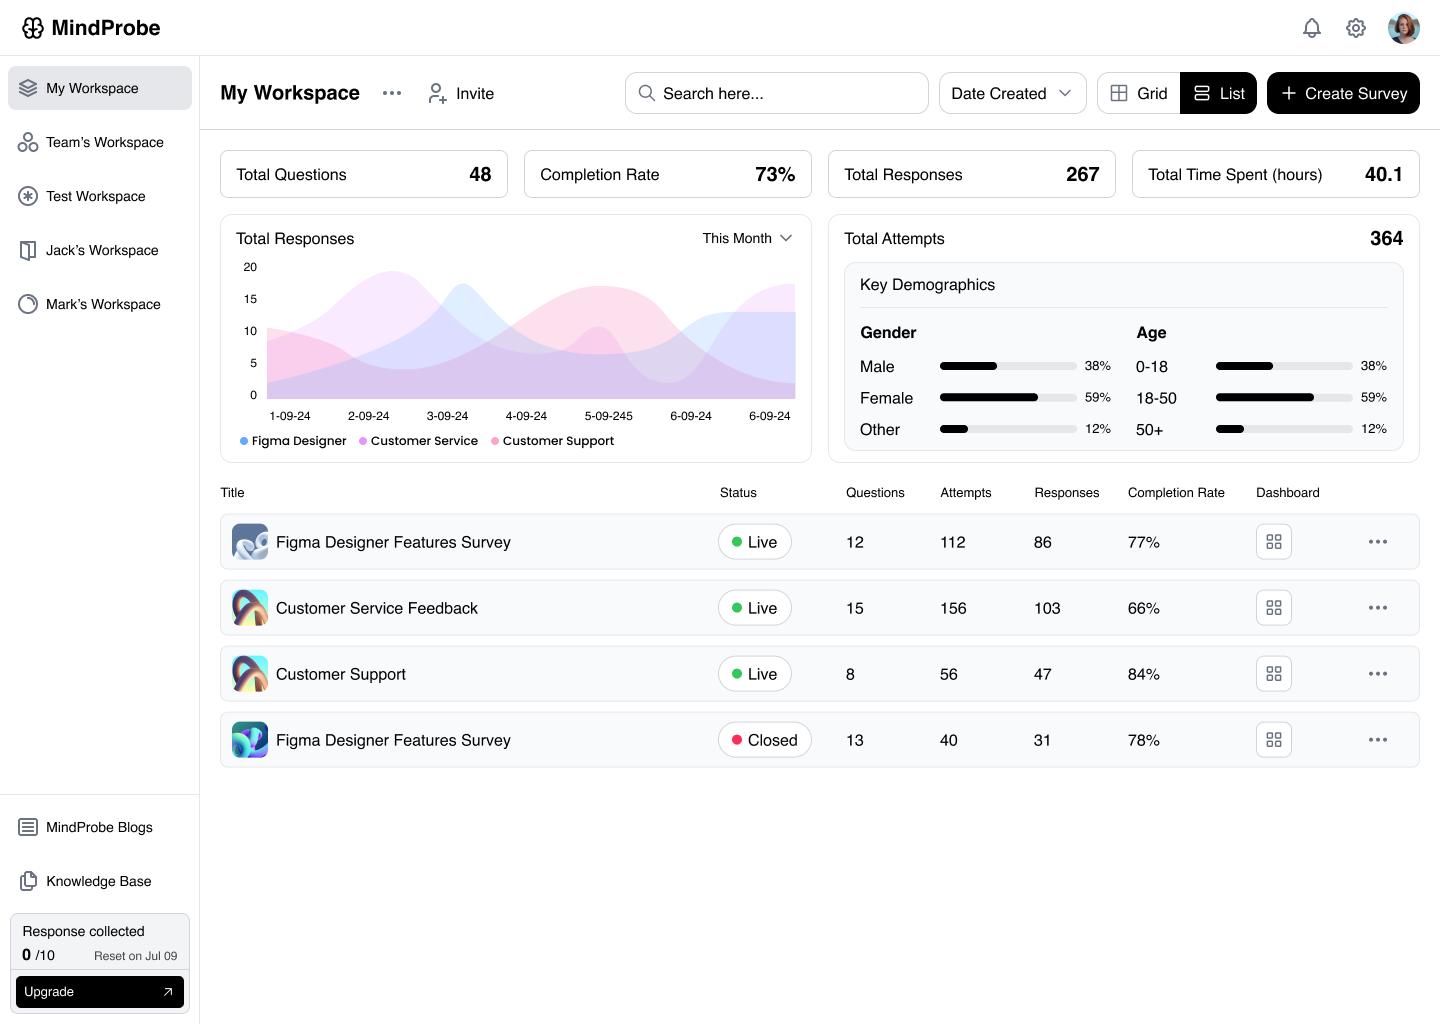 MindProbe
My Workspace
Team's Workspace
Test Workspace
Jack's Workspace
Mark's Workspace
MindProbe Blogs
Knowledge Base
Response collected
0 /10 Reset on Jul 09
Upgrade
My Workspace Invite Search here... Date Created Grid List Create Survey
Total Questions 48 Completion Rate 73% Total Responses 267 Total Time Spent (hours) 40.1
Total Responses This Month
20
15
10
5
0
1-09-24 2-09-24 3-09-24 4-09-24 5-09-245 6-09-24 6-09-24
Figma Designer Customer Service Customer Support
Total Attempts 364
Key Demographics
Gender Age
Male 38% 0-18 38%
Female 59% 18-50 59%
Other 12% 50+ 12%
Title Status Questions Attempts Responses Completion Rate Dashboard
Figma Designer Features Survey Live 12 112 86 77%
Customer Service Feedback Live 15 156 103 66%
Customer Support Live 8 56 47 84%
Figma Designer Features Survey Closed 13 40 31 78%